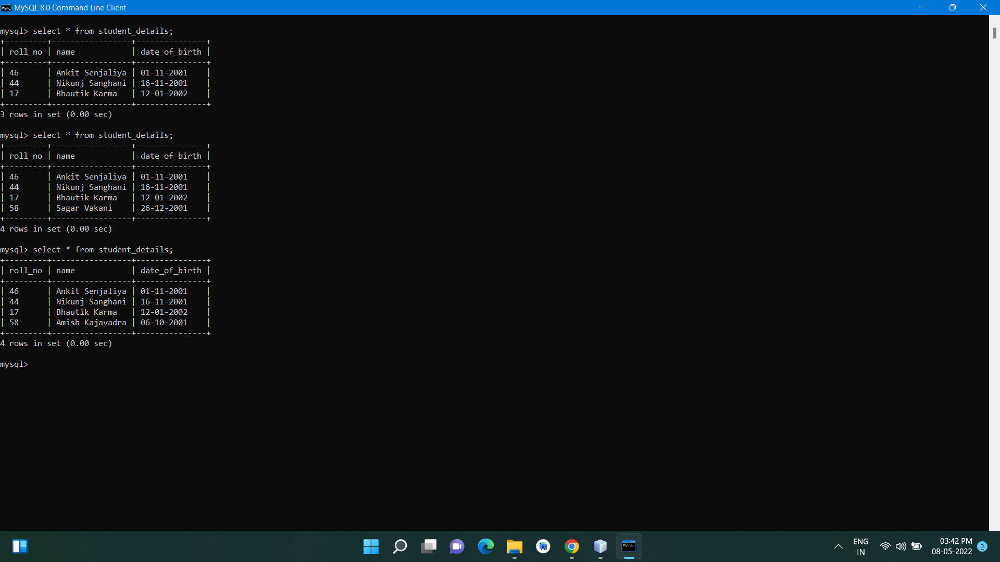 MySQL 8.0 Command Line Client
mysql> select * from student_details;
+---------+-----------------+---------------+
| roll_no | name            | date_of_birth |
+---------+-----------------+---------------+
| 46      | Ankit Senjaliya | 01-11-2001    |
| 44      | Nikunj Sanghani | 16-11-2001    |
| 17      | Bhautik Karma   | 12-01-2002    |
+---------+-----------------+---------------+
3 rows in set (0.00 sec)
mysql> select * from student_details;
+---------+-----------------+---------------+
| roll_no | name            | date_of_birth |
+---------+-----------------+---------------+
| 46      | Ankit Senjaliya | 01-11-2001    |
| 44      | Nikunj Sanghani | 16-11-2001    |
| 17      | Bhautik Karma   | 12-01-2002    |
| 58      | Sagar Vakani    | 26-12-2001    |
+---------+-----------------+---------------+
4 rows in set (0.00 sec)
mysql> select * from student_details;
+---------+-----------------+---------------+
| roll_no | name            | date_of_birth |
+---------+-----------------+---------------+
| 46      | Ankit Senjaliya | 01-11-2001    |
| 44      | Nikunj Sanghani | 16-11-2001    |
| 17      | Bhautik Karma   | 12-01-2002    |
| 58      | Amish Kajavadra | 06-10-2001    |
+---------+-----------------+---------------+
4 rows in set (0.00 sec)
mysql>
ENG
IN
03:42 PM
08-05-2022
2